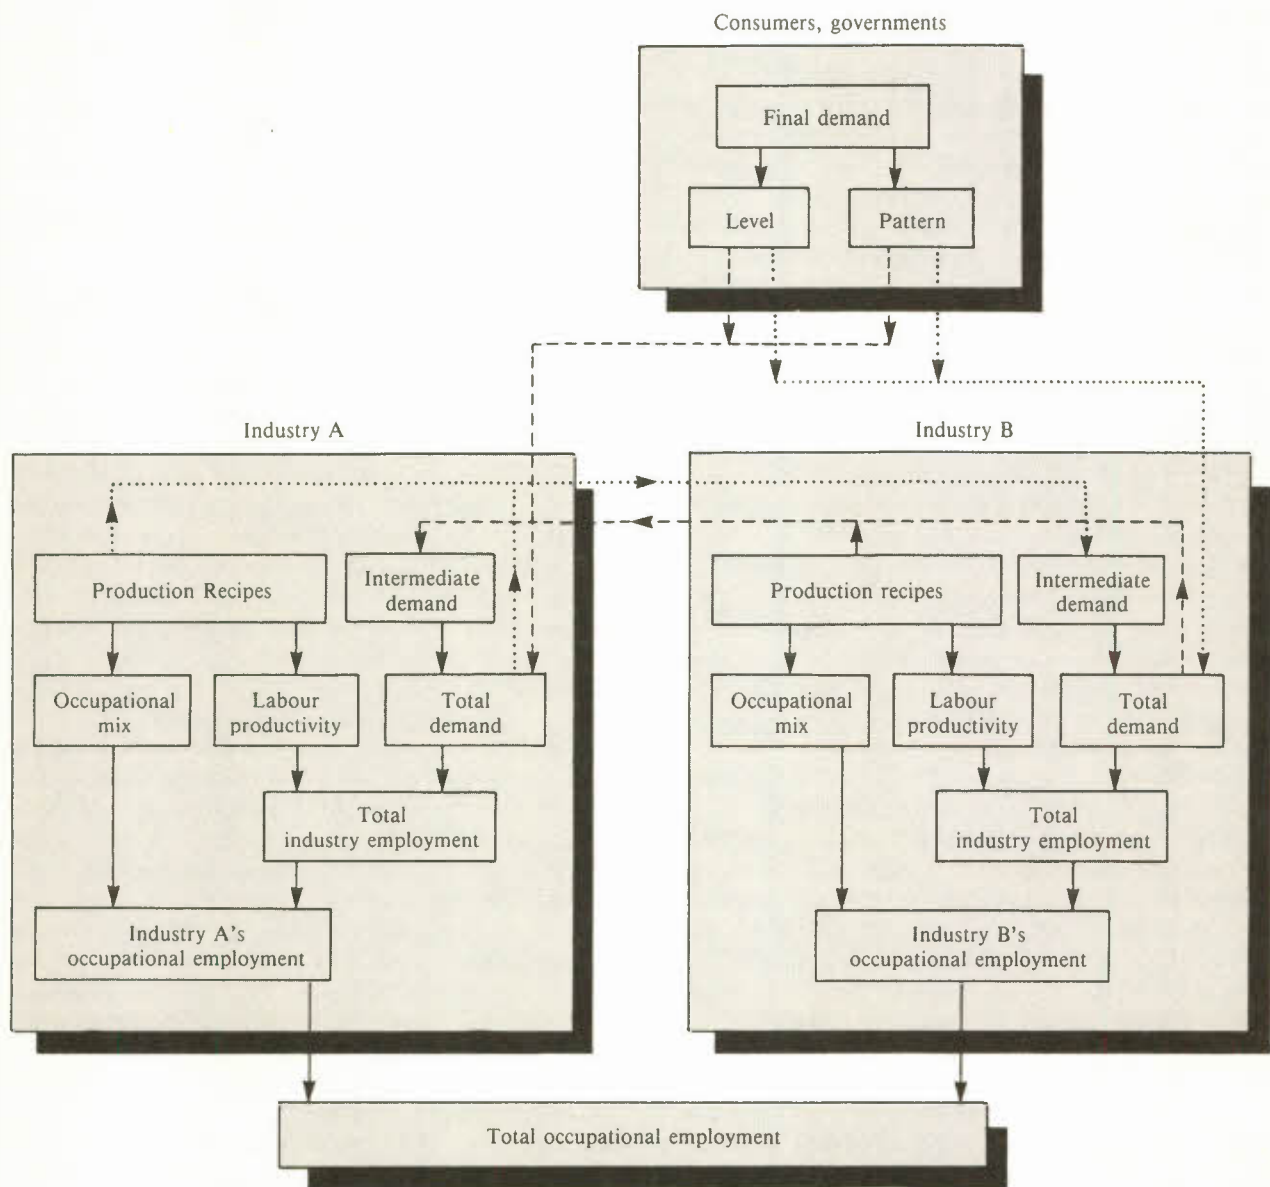 Consumers, governments
Final demand
Level
Pattern
Industry A
Production Recipes
Intermediate
demand
Occupational
mix
Labour
productivity
Total
demand
Total
industry employment
Industry A's
occupational employment
Industry B
Production recipes
Intermediate
demand
Occupational
mix
Labour
productivity
Total
demand
Total
industry employment
Industry B's
occupational employment
Total occupational employment